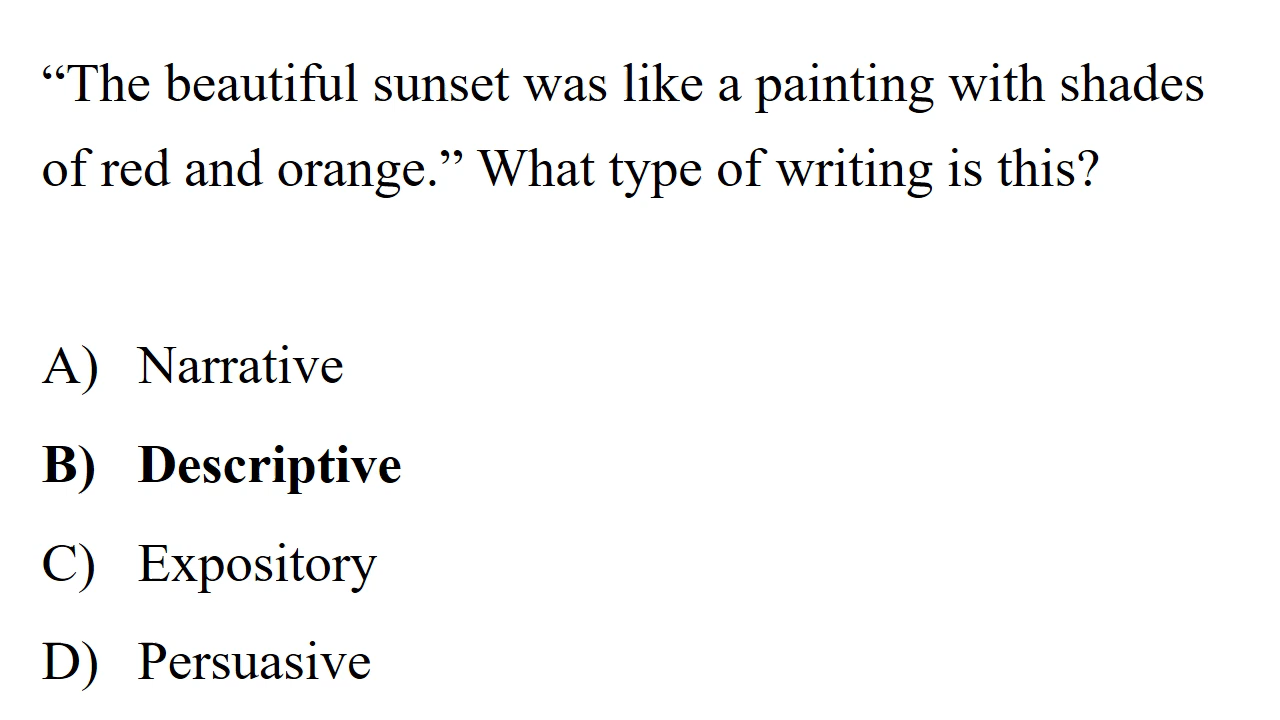 “The beautiful sunset was like a painting with shades
of red and orange.” What type of writing is this?
A) Narrative
B) Descriptive
C) Expository
D) Persuasive